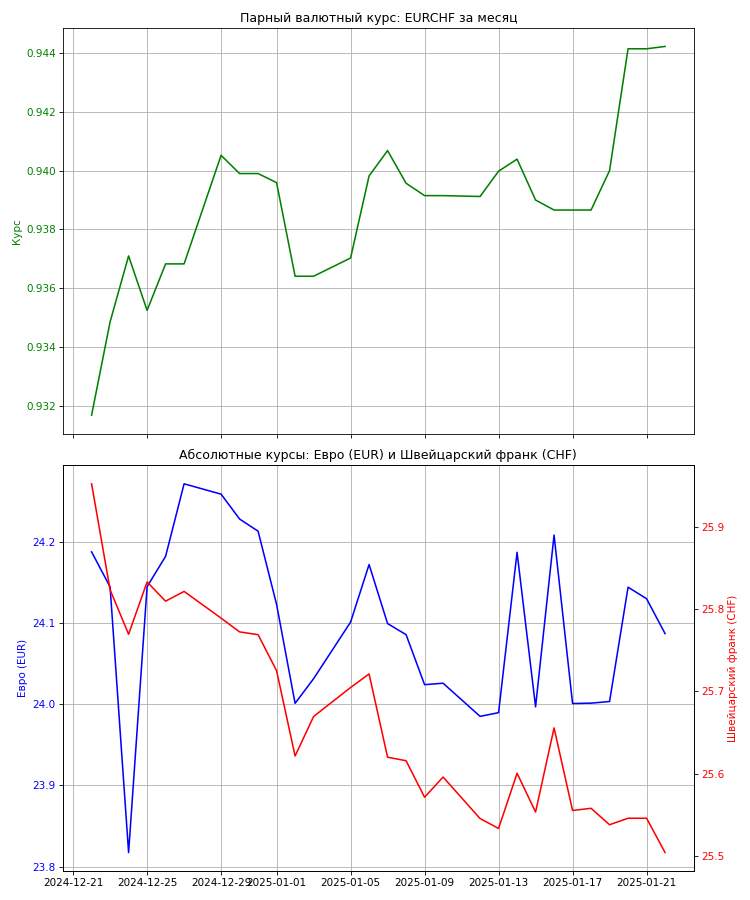 Парный валютный курс: EURCHF за месяц
0.944
0.942
0.940
0.938
0.936
0.934
0.932
Курс
Абсолютные курсы: Евро (EUR) и Швейцарский франк (CHF)
24.2
24.1
24.0
23.9
23.8
Евро (EUR)
25.9
25.8
25.7
25.6
25.5
Швейцарский франк (CHF)
2024-12-21 2024-12-25 2024-12-29 2025-01-01 2025-01-05 2025-01-09 2025-01-13 2025-01-17 2025-01-21